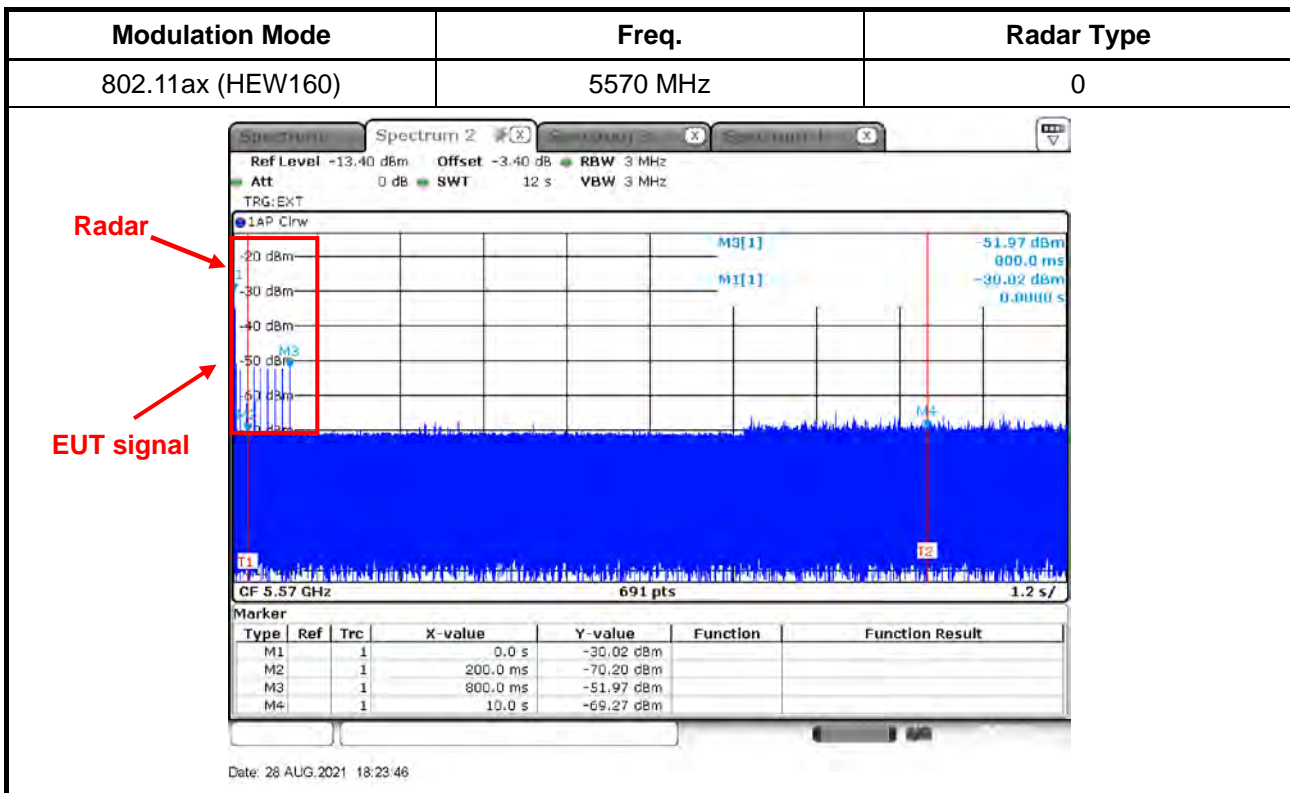 Modulation Mode Freq. Radar Type
802.11ax (HEW160) 5570 MHz 0
Spectrum 2
Ref Level -13.40 dBm Offset -3.40 dB RBW 3 MHz
Att 0 dB SWT 12 s VBW 3 MHz
TRG:EXT
1AP Clrw
Radar
M3[1] -51.97 dBm
800.0 ms
M1[1] -30.02 dBm
0.0000 s
-20 dBm
-30 dBm
-40 dBm
-50 dBm
M3
M4
EUT signal
T1
T2
CF 5.57 GHz 691 pts 1.2 s/
Marker
Type Ref Trc X-value Y-value Function Function Result
M1 1 0.0 s -30.02 dBm
M2 1 200.0 ms -70.20 dBm
M3 1 800.0 ms -51.97 dBm
M4 1 10.0 s -69.27 dBm
Date: 28 AUG.2021 18:23:46